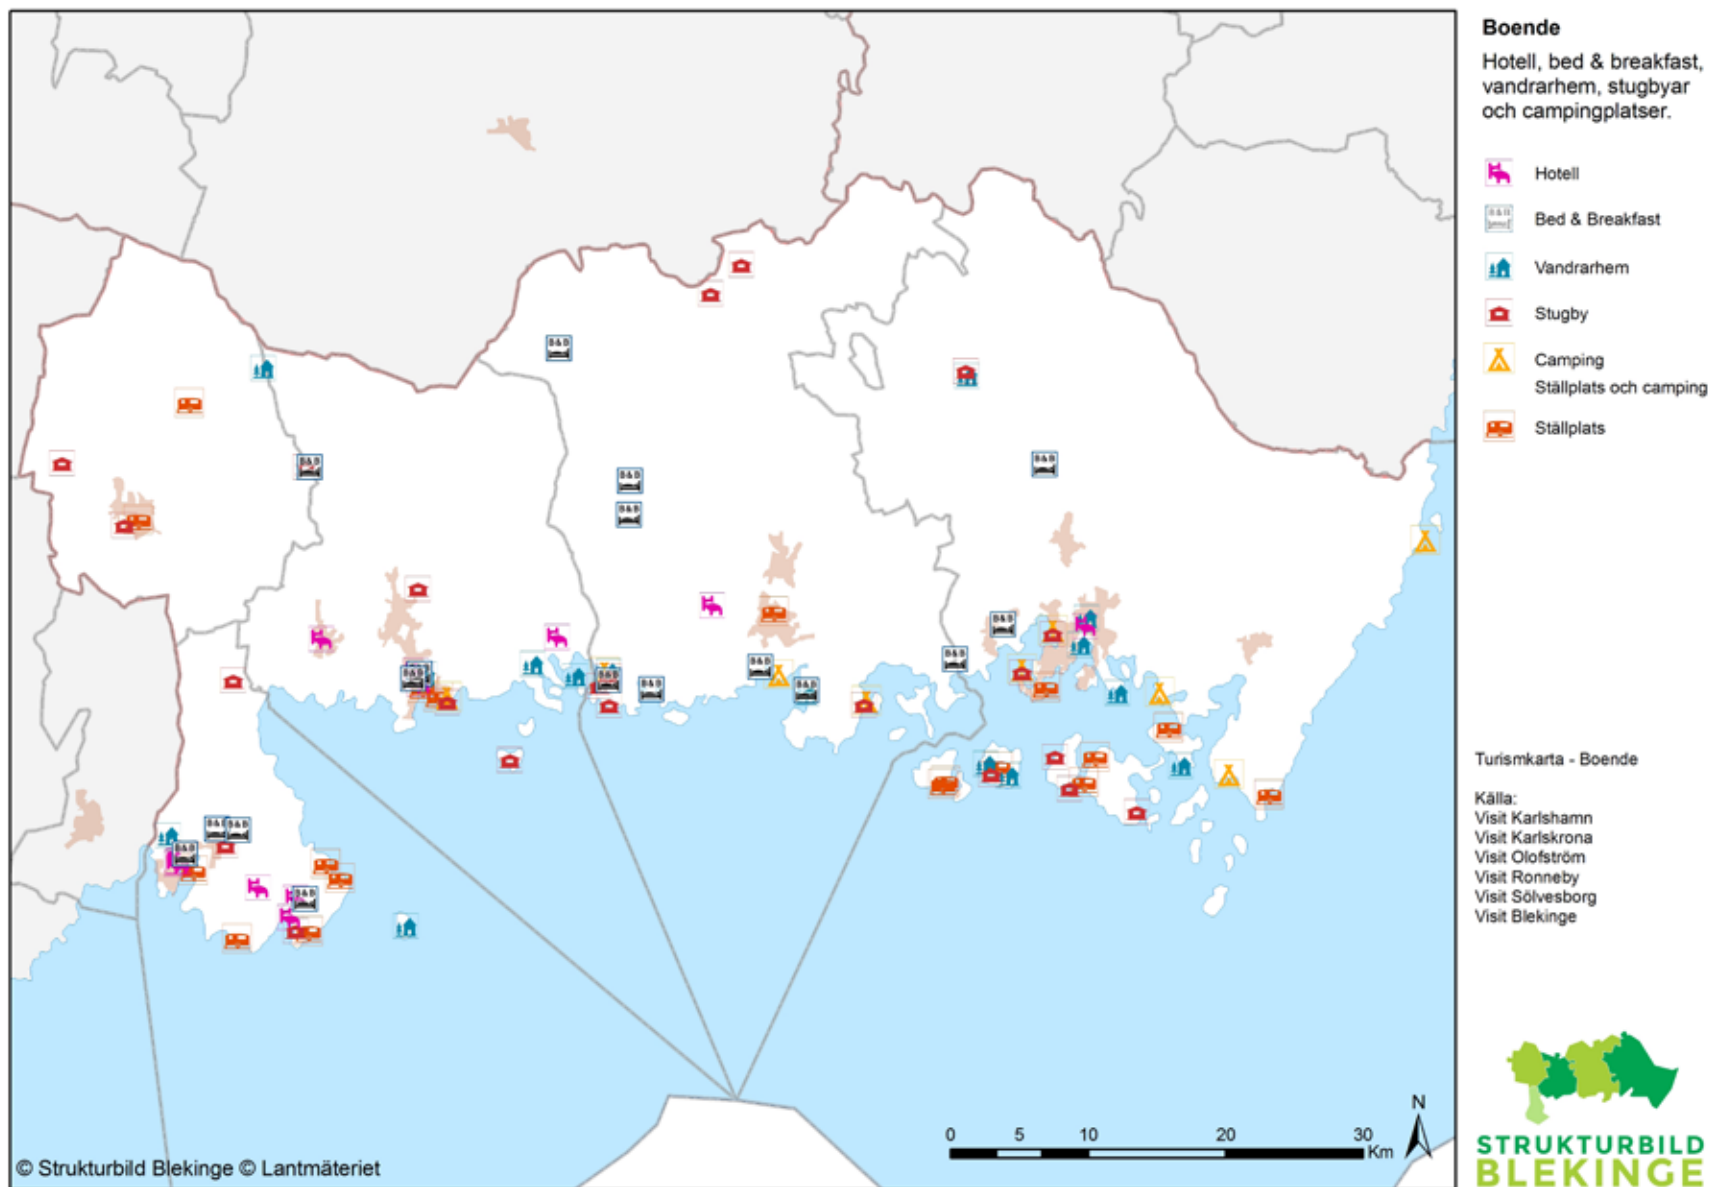 Boende
Hotell, bed & breakfast,
vandrarhem, stugbyar
och campingplatser.
Hotell
Bed & Breakfast
Vandrarhem
Stugby
Camping
Ställplats och camping
Ställplats
Turismkarta - Boende
Källa:
Visit Karlshamn
Visit Karlskrona
Visit Olofström
Visit Ronneby
Visit Sölvesborg
Visit Blekinge
N
0 5 10 20 30
Km
© Strukturbild Blekinge © Lantmäteriet
STRUKTURBILD
BLEKINGE